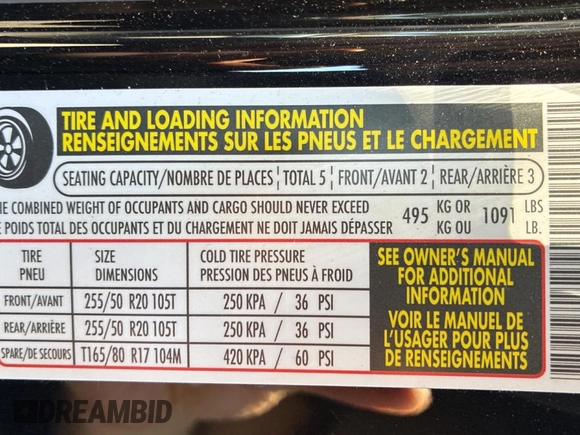 TIRE AND LOADING INFORMATION
RENSEIGNEMENTS SUR LES PNEUS ET LE CHARGEMENT
SEATING CAPACITY/NOMBRE DE PLACES TOTAL 5 FRONT/AVANT 2 REAR/ARRIÈRE 3
COMBINED WEIGHT OF OCCUPANTS AND CARGO SHOULD NEVER EXCEED 495 KG OR 1091 LBS
POIDS TOTAL DES OCCUPANTS ET DU CHARGEMENT NE DOIT JAMAIS DÉPASSER KG OU LB.
TIRE SIZE COLD TIRE PRESSURE
PNEU DIMENSIONS PRESSION DES PNEUS À FROID
FRONT/AVANT 255/50 R20 105T 250 KPA / 36 PSI
REAR/ARRIÈRE 255/50 R20 105T 250 KPA / 36 PSI
SPARE/DE SECOURS T165/80 R17 104M 420 KPA / 60 PSI
SEE OWNER'S MANUAL
FOR ADDITIONAL
INFORMATION
VOIR LE MANUEL DE
L'USAGER POUR PLUS
DE RENSEIGNEMENTS
DREAMBID